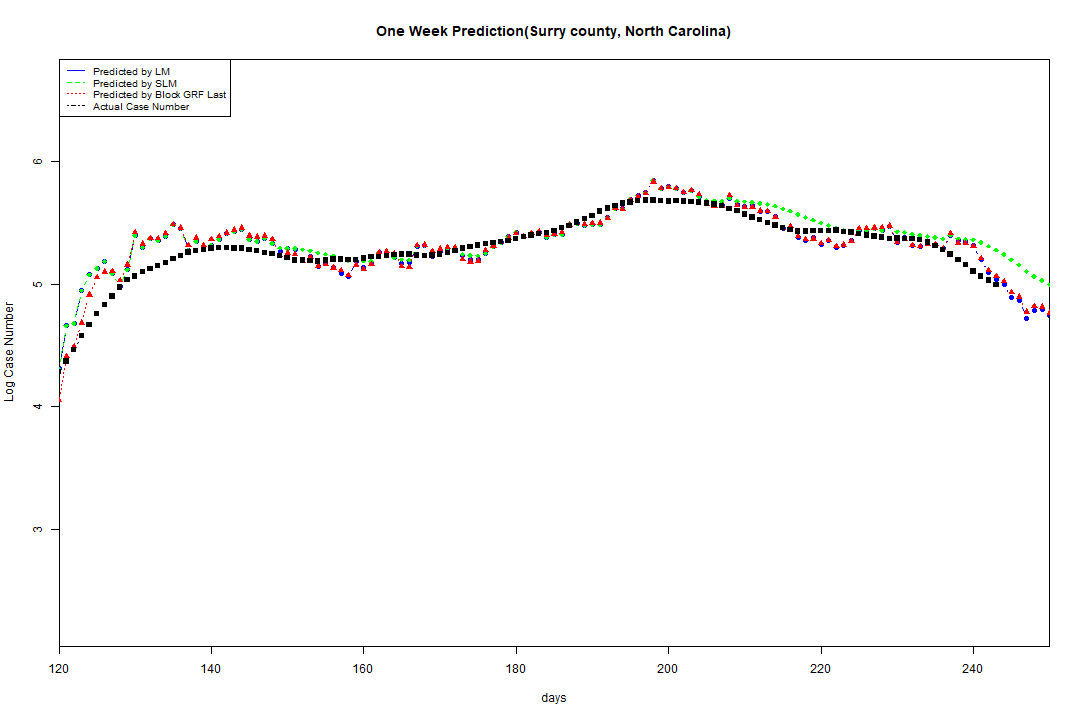 One Week Prediction(Surry county, North Carolina)
Predicted by LM
Predicted by SLM
Predicted by Block GRF Last
Actual Case Number
6
5
4
3
Log Case Number
120 140 160 180 200 220 240
days